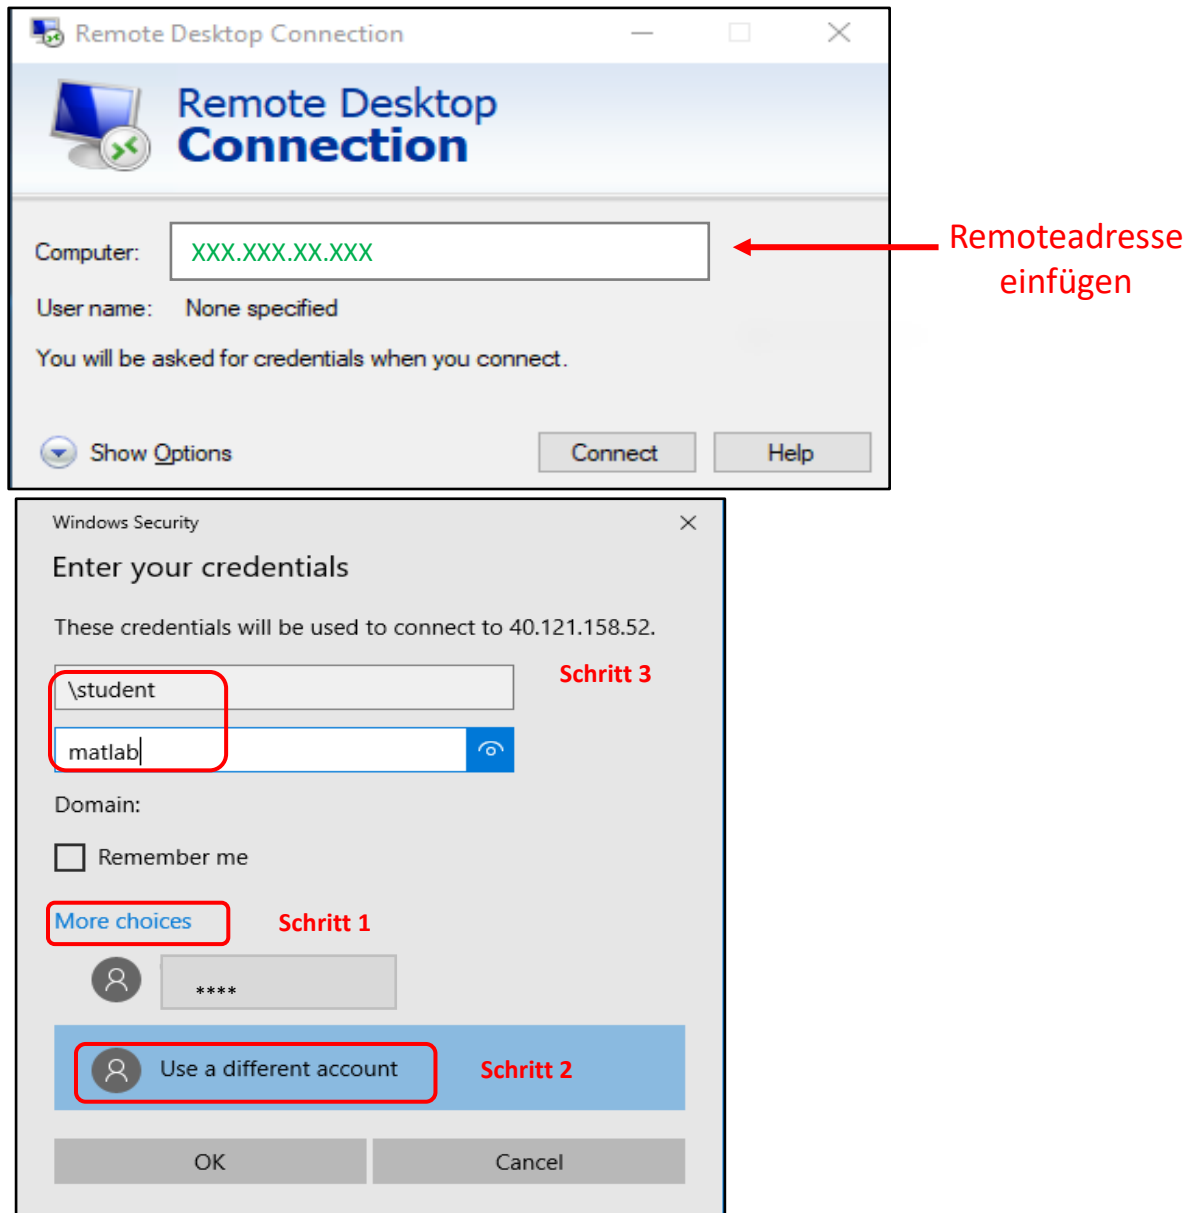 Remote Desktop Connection
Remote Desktop
Connection
Computer:
XXX.XXX.XX.XXX
Remoteadresse
einfügen
User name: None specified
You will be asked for credentials when you connect.
Show Options
Connect
Help
Windows Security
Enter your credentials
These credentials will be used to connect to 40.121.158.52.
\student
Schritt 3
matlab
Domain:
Remember me
More choices
Schritt 1
****
Use a different account
Schritt 2
OK
Cancel